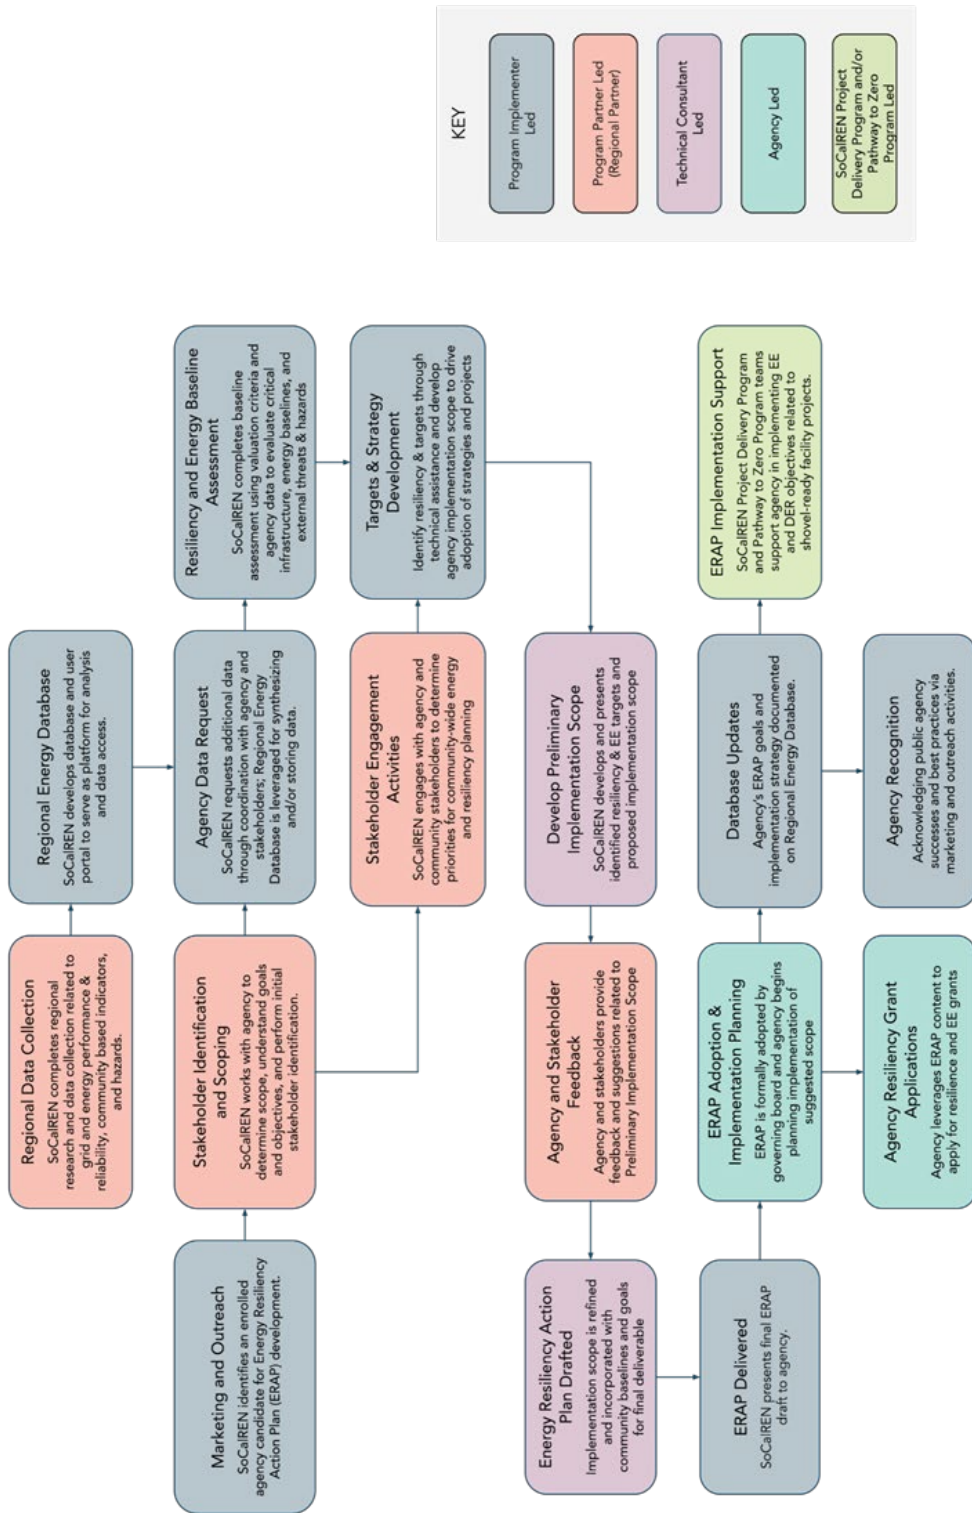 Regional Data Collection
SoCalREN completes regional
research and data collection related to
grid and energy performance &
reliability, community based indicators,
and hazards.
Regional Energy Database
SoCalREN develops database and user
portal to serve as platform for analysis
and data access.
Marketing and Outreach
SoCalREN identifies an enrolled
agency candidate for Energy Resiliency
Action Plan (ERAP) development.
Stakeholder Identification
and Scoping
SoCalREN works with agency to
determine scope, understand goals
and objectives, and perform initial
stakeholder identification.
Agency Data Request
SoCalREN requests additional data
through coordination with agency and
stakeholders; Regional Energy
Database is leveraged for synthesizing
and/or storing data.
Resiliency and Energy Baseline
Assessment
SoCalREN completes baseline
assessment using valuation criteria and
agency data to evaluate critical
infrastructure, energy baselines, and
external threats & hazards
Stakeholder Engagement
Activities
SoCalREN engages with agency and
community stakeholders to determine
priorities for community-wide energy
and resiliency planning
Targets & Strategy
Development
Identify resiliency & targets through
technical assistance and develop
agency implementation scope to drive
adoption of strategies and projects
Energy Resiliency Action
Plan Drafted
Implementation scope is refined
and incorporated with
community baselines and goals
for final deliverable
Agency and Stakeholder
Feedback
Agency and stakeholders provide
feedback and suggestions related to
Preliminary Implementation Scope
Develop Preliminary
Implementation Scope
SoCalREN develops and presents
identified resiliency & EE targets and
proposed implementation scope
ERAP Delivered
SoCalREN presents final ERAP
draft to agency.
ERAP Adoption &
Implementation Planning
ERAP is formally adopted by
governing board and agency begins
planning implementation of
suggested scope
Database Updates
Agency's ERAP goals and
implementation strategy documented
on Regional Energy Database.
ERAP Implementation Support
SoCalREN Project Delivery Program
and Pathway to Zero Program teams
support agency in implementing EE
and DER objectives related to
shovel-ready facility projects.
Agency Resiliency Grant
Applications
Agency leverages ERAP content to
apply for resilience and EE grants
Agency Recognition
Acknowledging public agency
successes and best practices via
marketing and outreach activities.
KEY
Program Implementer
Led
Program Partner Led
(Regional Partner)
Technical Consultant
Led
Agency Led
SoCalREN Project
Delivery Program and/or
Pathway to Zero
Program Led